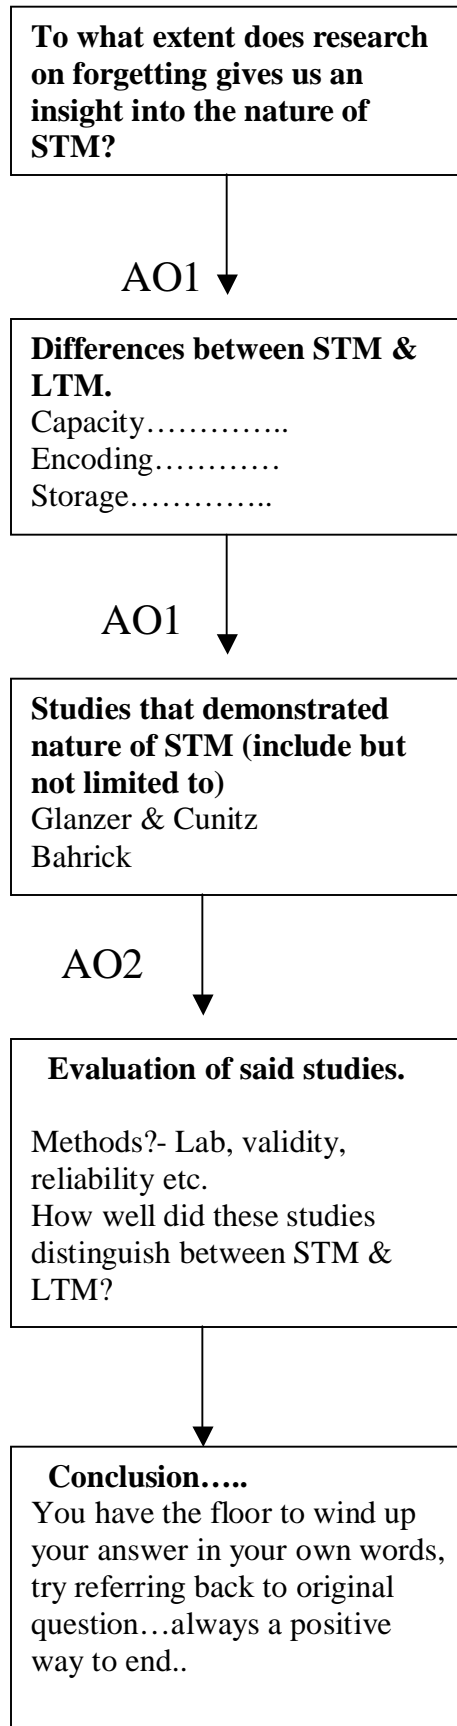 To what extent does research
on forgetting gives us an
insight into the nature of
STM?
AO1
Differences between STM &
LTM.
Capacity…………..
Encoding…………
Storage…………..
AO1
Studies that demonstrated
nature of STM (include but
not limited to)
Glanzer & Cunitz
Bahrick
AO2
Evaluation of said studies.
Methods?- Lab, validity,
reliability etc.
How well did these studies
distinguish between STM &
LTM?
Conclusion…..
You have the floor to wind up
your answer in your own words,
try referring back to original
question…always a positive
way to end..